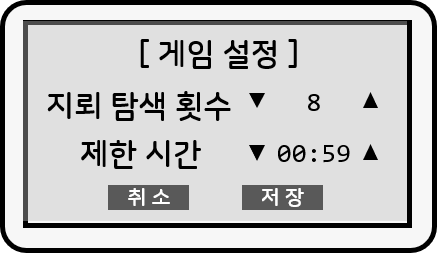 [ 게임 설정 ]
지뢰 탐색 횟수 ▼ 8 ▲
제한 시간 ▼ 00:59 ▲
취소 저장